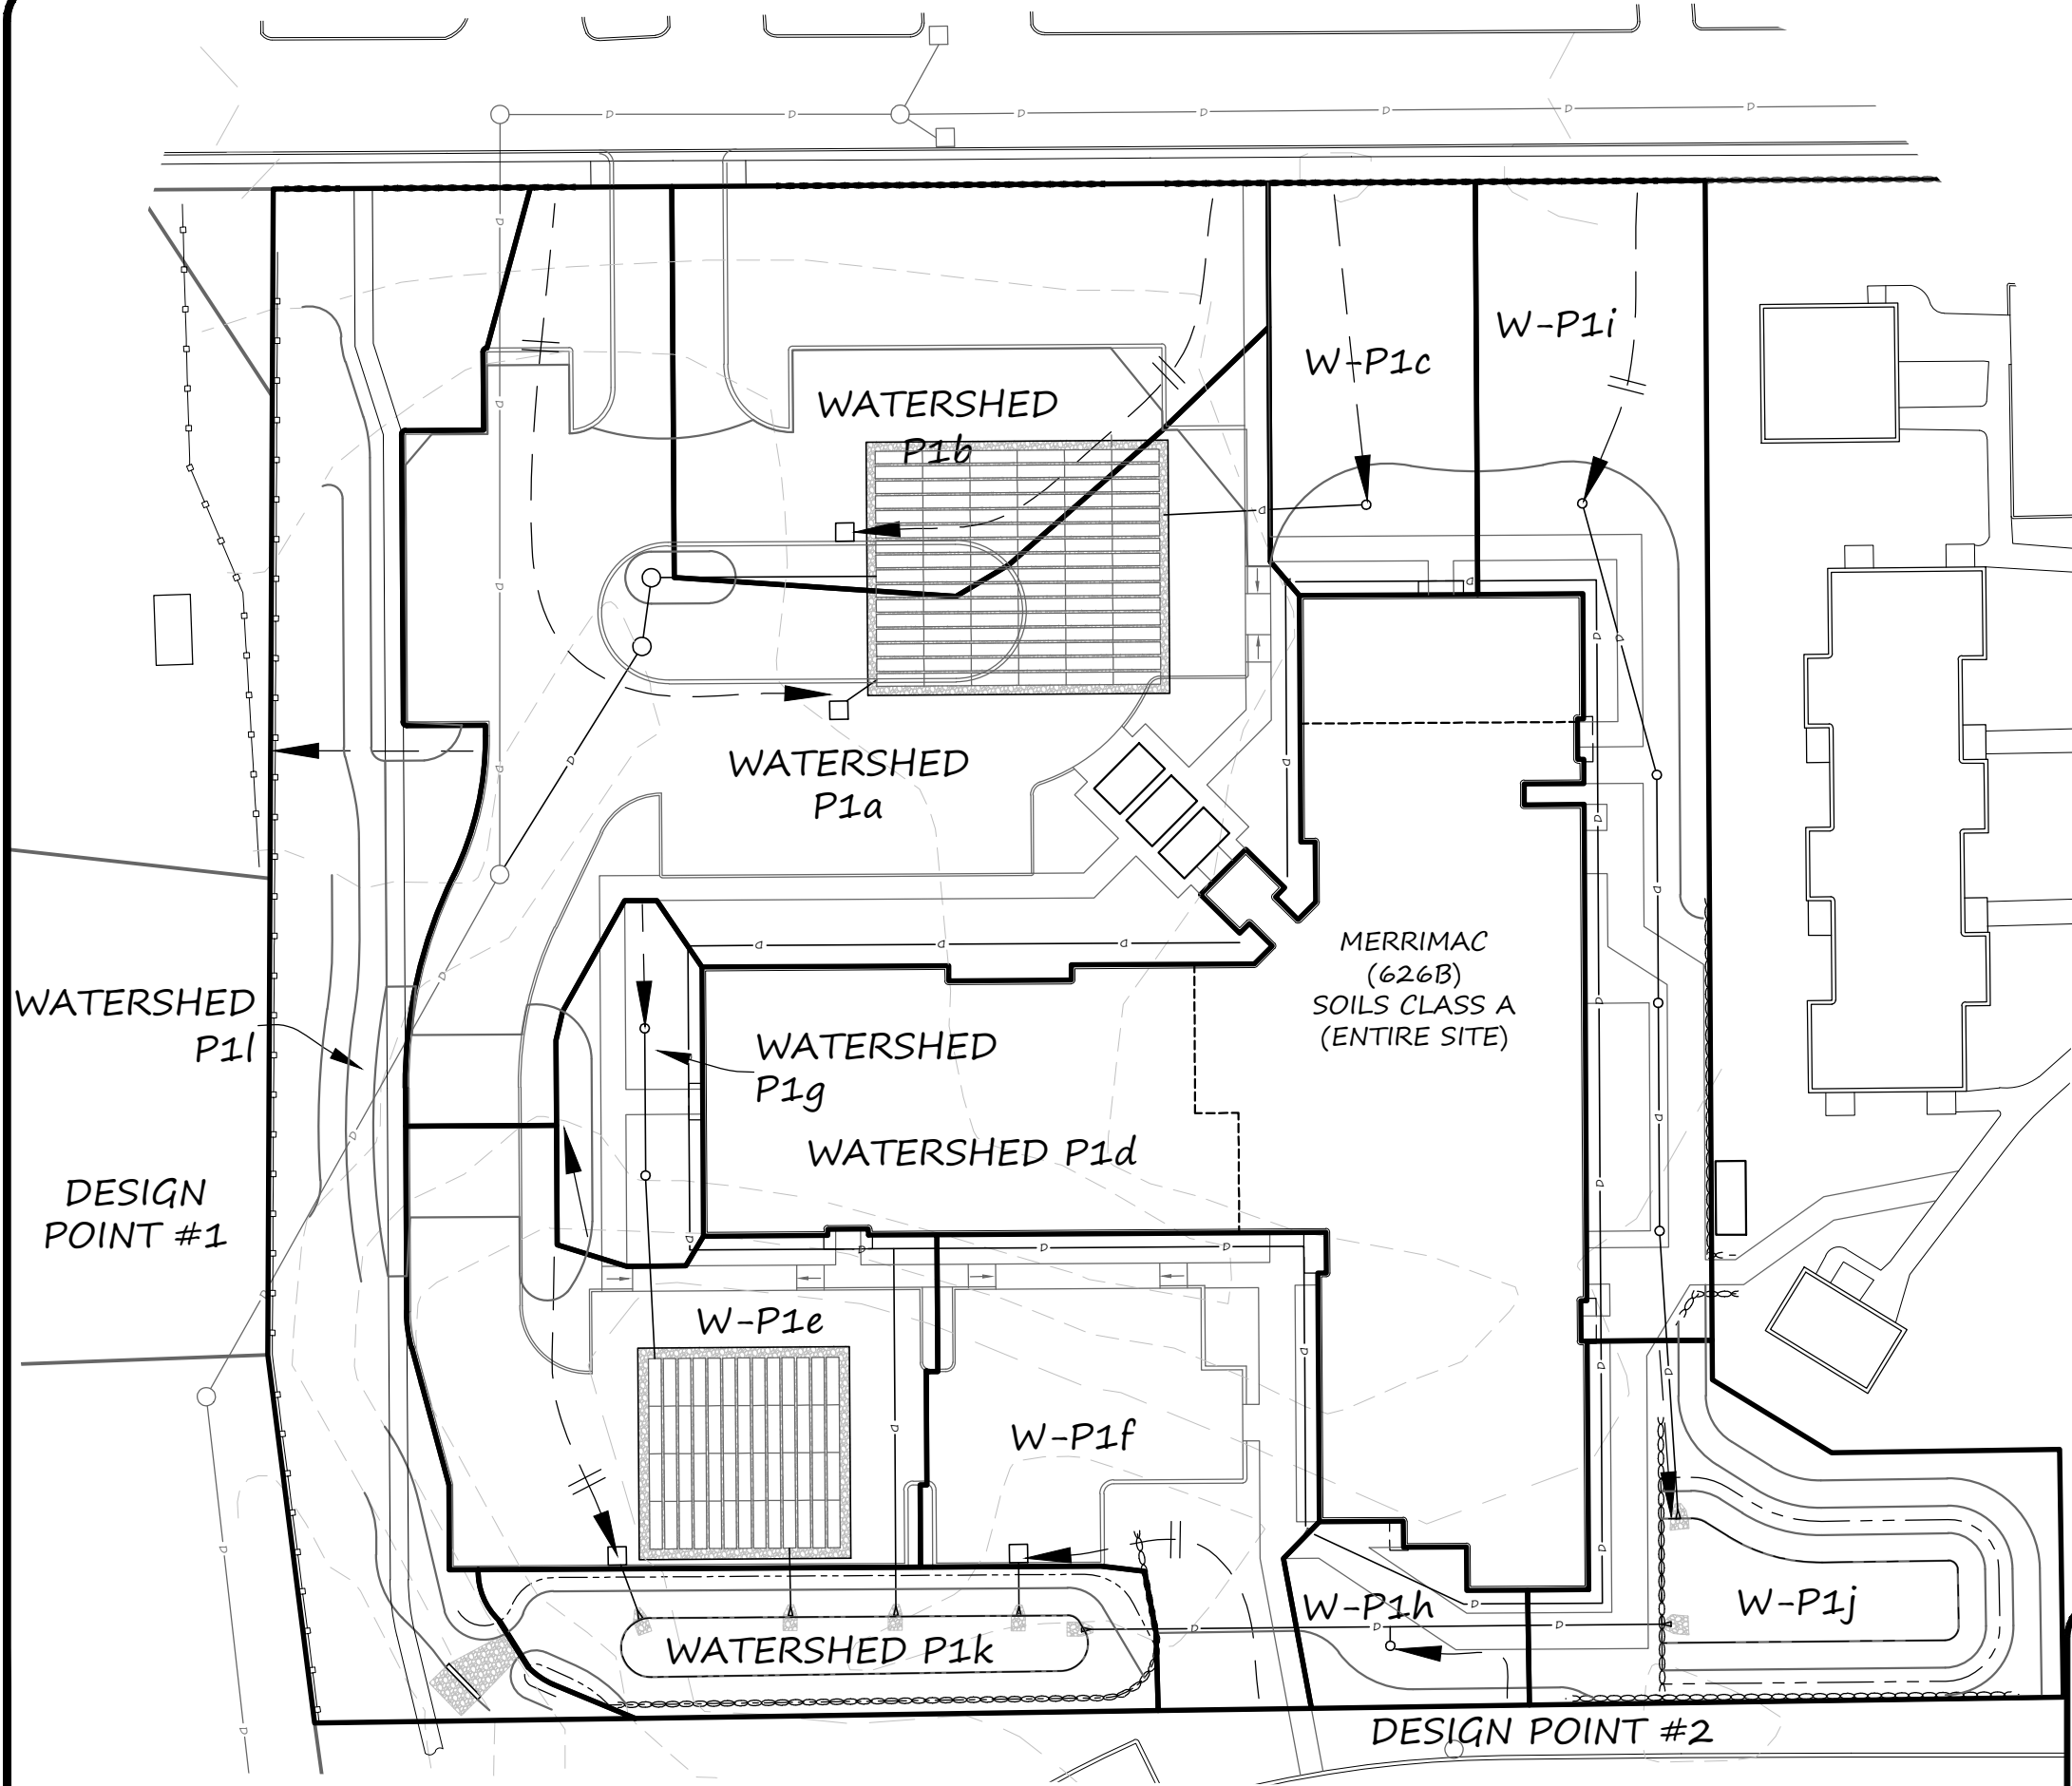 W-P1i
W-P1c
WATERSHED
P1b
WATERSHED
P1a
MERRIMAC
(626B)
SOILS CLASS A
(ENTIRE SITE)
WATERSHED
P1l
WATERSHED
P1g
WATERSHED P1d
DESIGN
POINT #1
W-P1e
W-P1f
W-P1h
W-P1j
WATERSHED P1k
DESIGN POINT #2